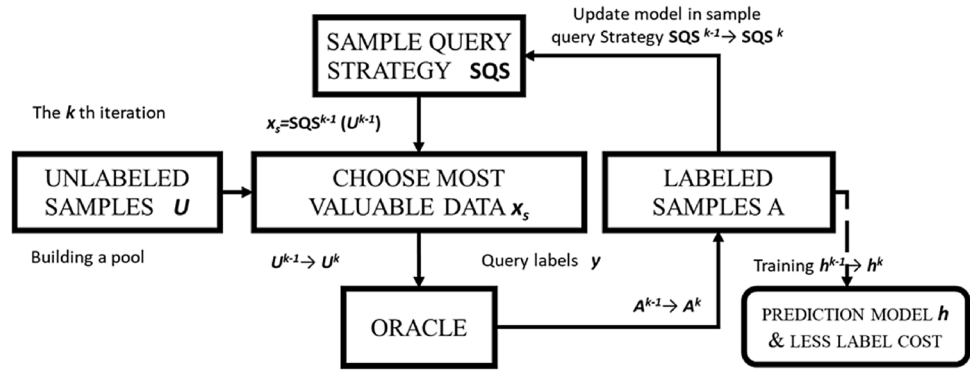 Update model in sample
query Strategy SQS k-1→ SQS k
SAMPLE QUERY
STRATEGY SQS
The k th iteration
xs=SQSk-1 (Uk-1)
UNLABELED
SAMPLES U
CHOOSE MOST
VALUABLE DATA xs
LABELED
SAMPLES A
Building a pool
Uk-1→ Uk
Query labels y
Training hk-1→ hk
Ak-1→ Ak
ORACLE
PREDICTION MODEL h
& LESS LABEL COST